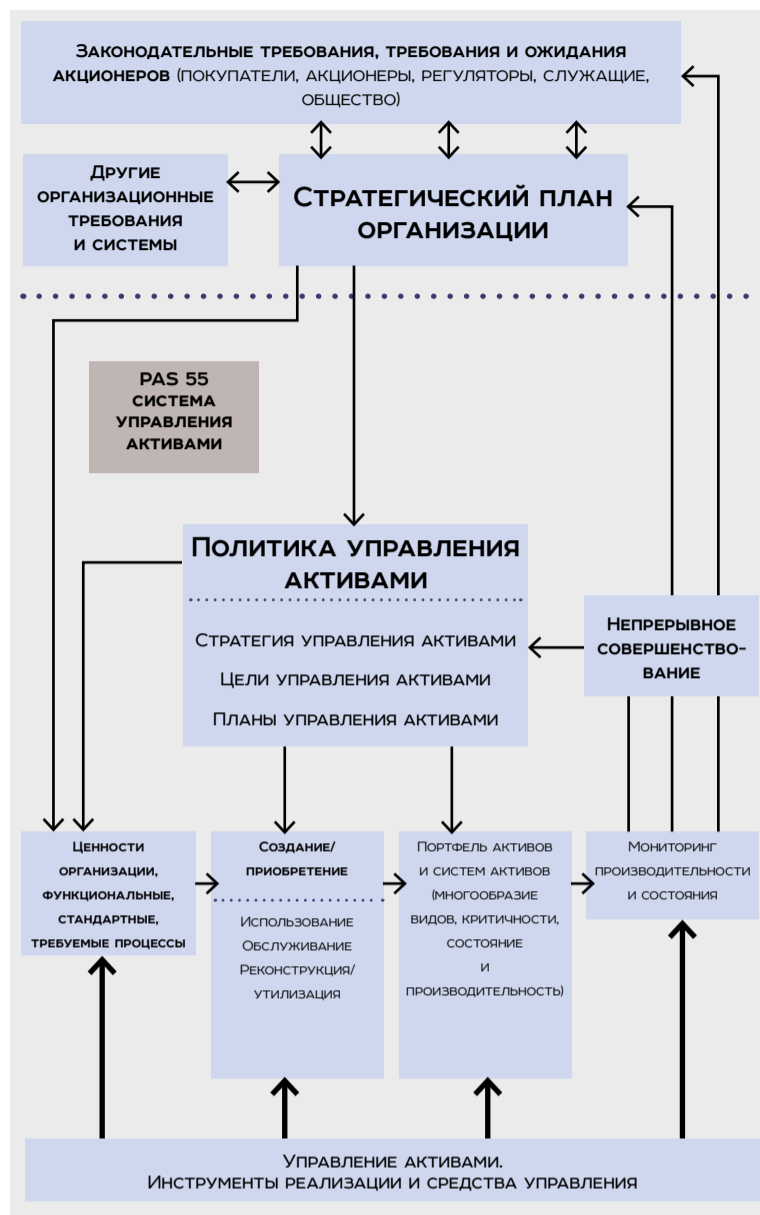 Законодательные требования, требования и ожидания
акционеров (покупатели, акционеры, регуляторы, служащие,
общество)
Другие
организационные
требования
и системы
Стратегический план
организации
PAS 55
система
управления
активами
Политика управления
активами
Стратегия управления активами
Цели управления активами
Планы управления активами
Непрерывное
совершенство-
вание
Ценности
организации,
функциональные,
стандартные,
требуемые процессы
Создание/
приобретение
Использование
Обслуживание
Реконструкция/
утилизация
Портфель активов
и систем активов
(многообразие
видов, критичности,
состояние
и
производительность)
Мониторинг
производительности
и состояния
Управление активами.
Инструменты реализации и средства управления